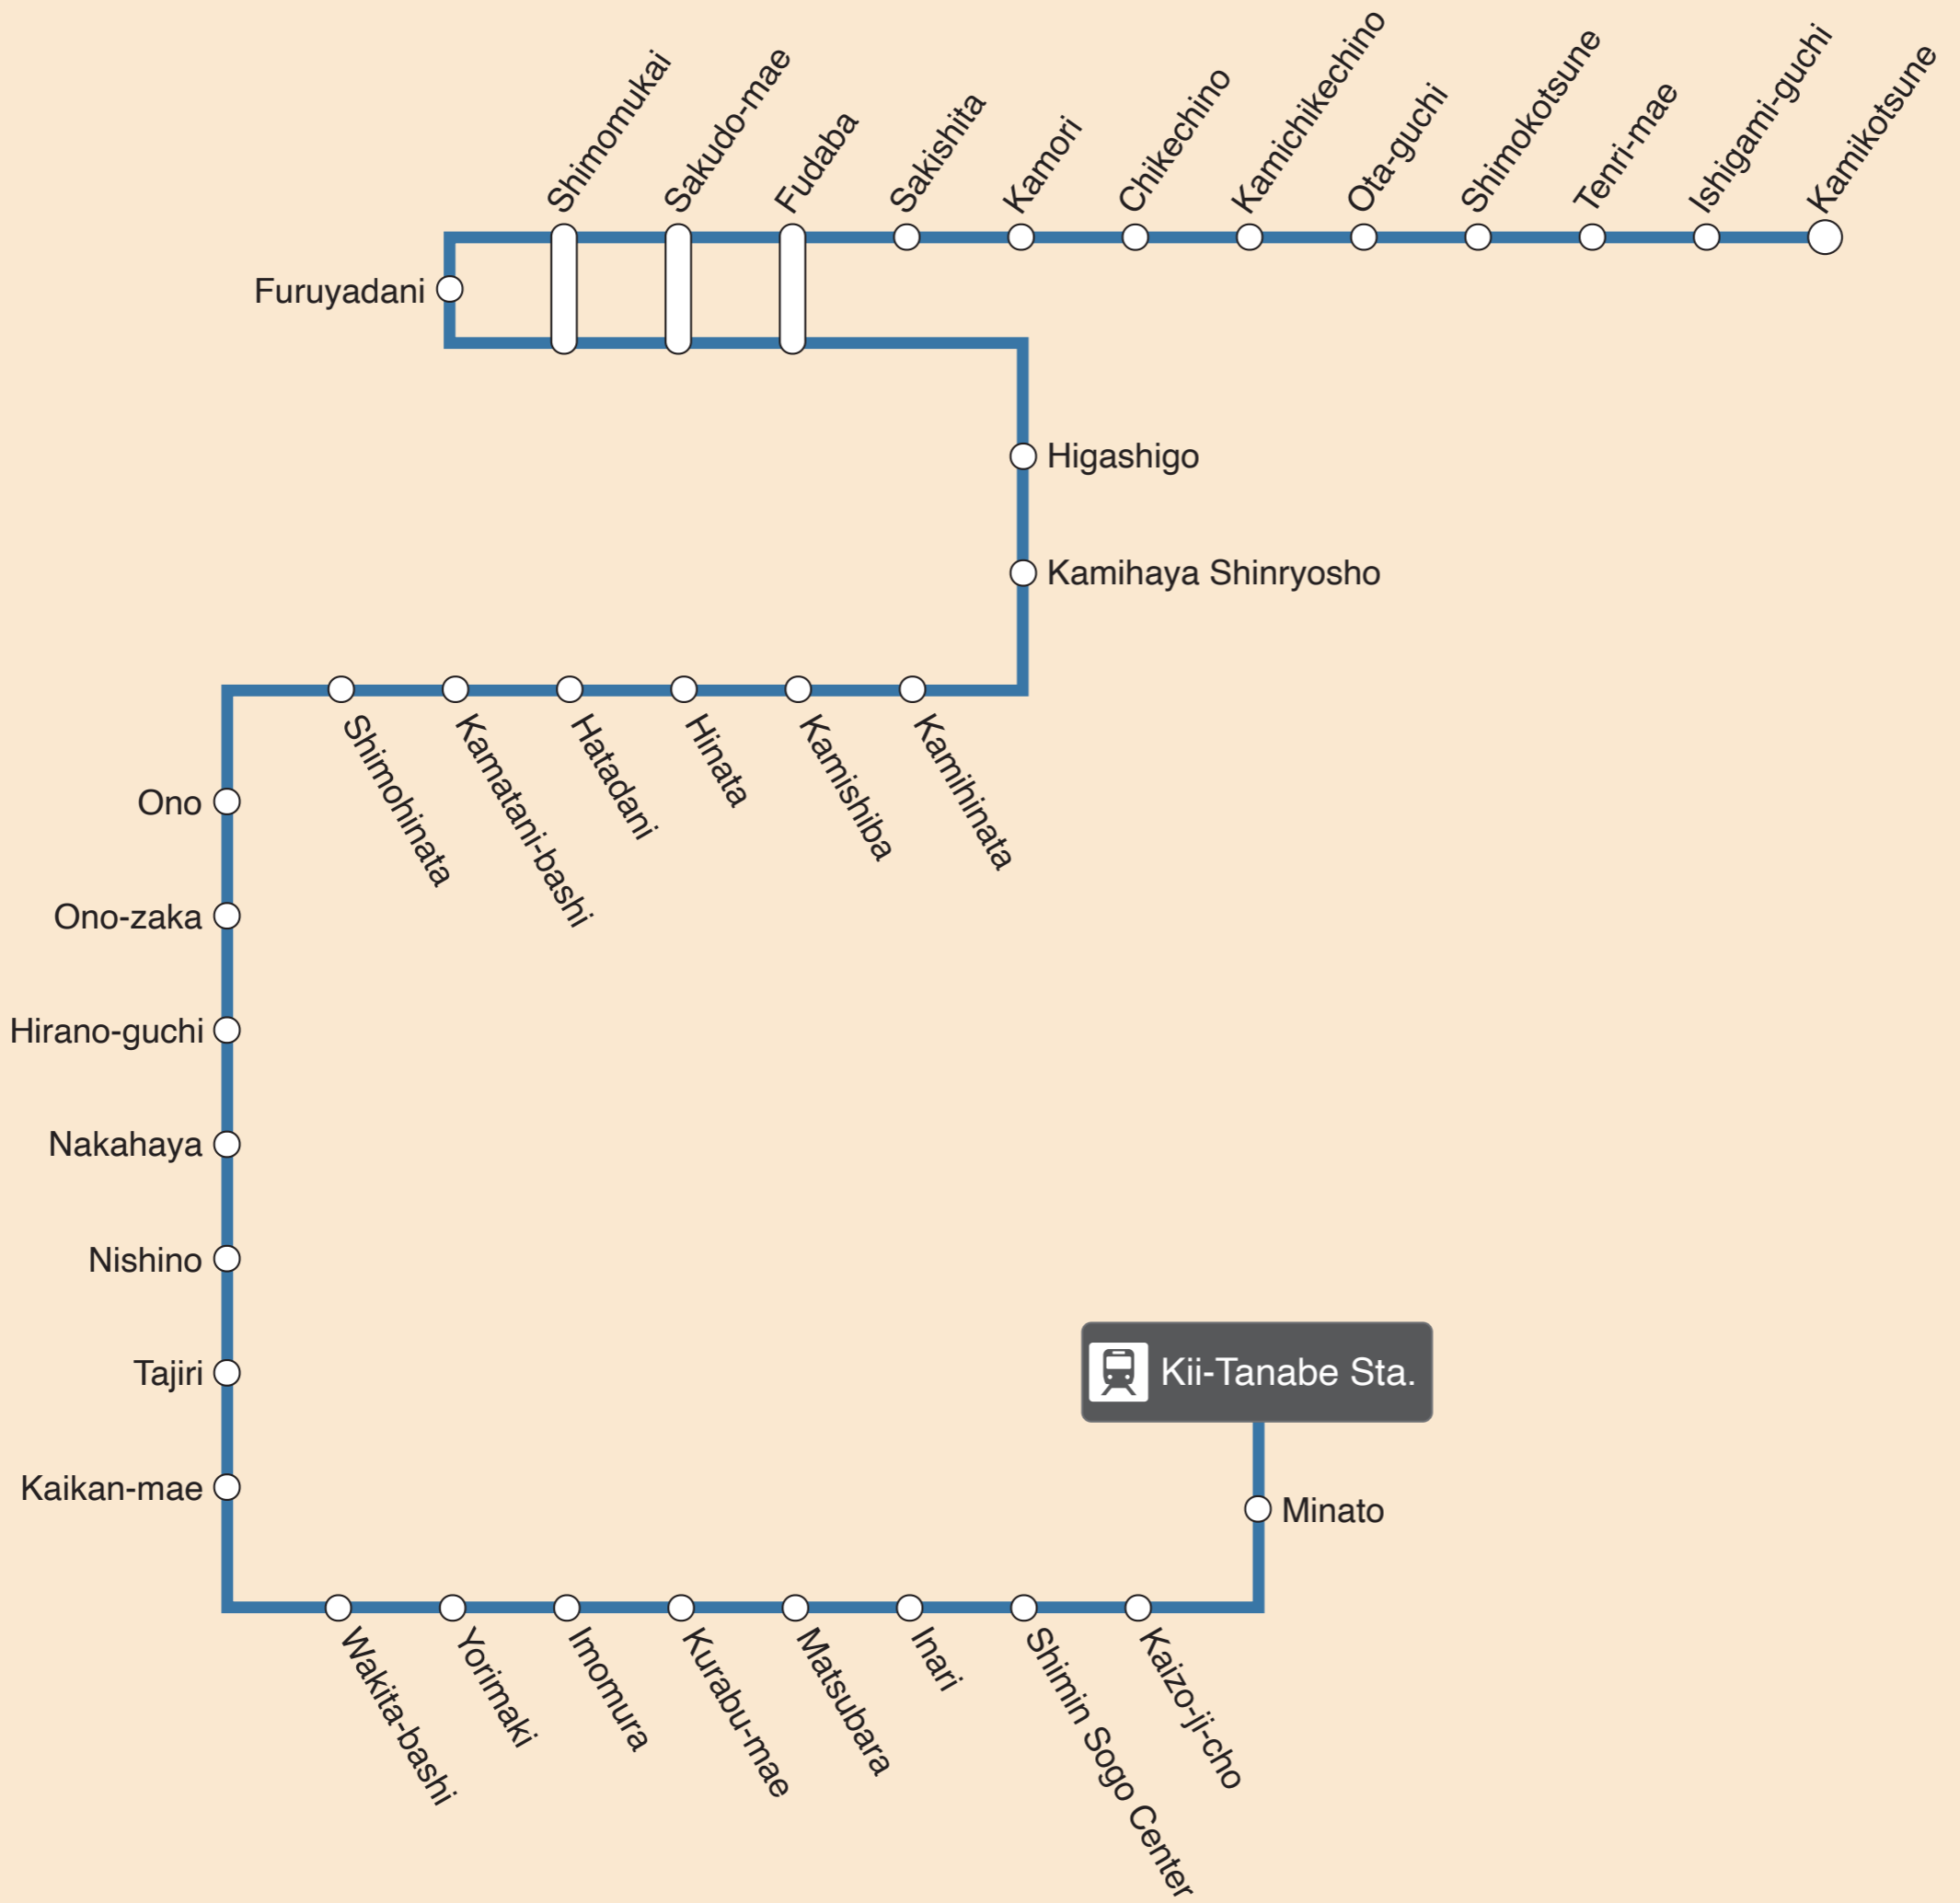 Shimomukai
Sakudo-mae
Fudaba
Sakishita
Kamori
Chikechino
Kamichikechino
Ota-guchi
Shimokotsune
Tenri-mae
Ishigami-guchi
Kamikotsune
Furuyadani
Higashigo
Kamihaya Shinryosho
Shimohinata
Kamatani-bashi
Hatadani
Hinata
Kamishiba
Kamihinata
Ono
Ono-zaka
Hirano-guchi
Nakahaya
Nishino
Tajiri
Kaikan-mae
Kii-Tanabe Sta.
Minato
Wakita-bashi
Yorimaki
Imomura
Kurabu-mae
Matsubara
Inari
Shimin Sogo Center
Kaizo-ji-cho